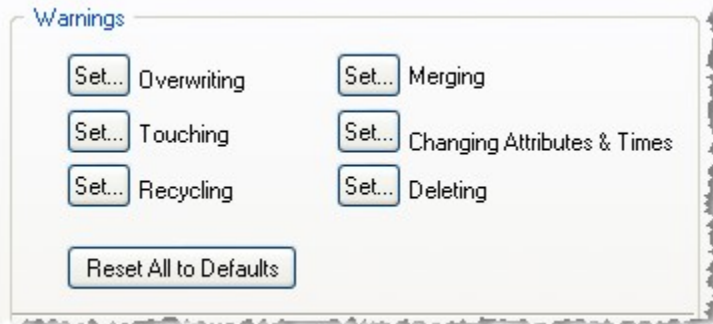 Warnings
Set... Overwriting Set... Merging
Set... Touching Set... Changing Attributes & Times
Set... Recycling Set... Deleting
Reset All to Defaults